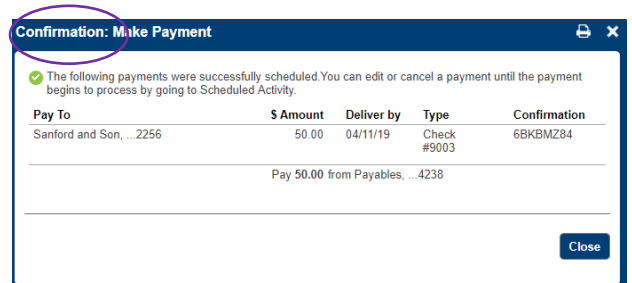 Confirmation: Make Payment
The following payments were successfully scheduled.You can edit or cancel a payment until the payment
begins to process by going to Scheduled Activity.
Pay To $ Amount Deliver by Type Confirmation
Sanford and Son, ...2256 50.00 04/11/19 Check 6BKBMZ84
#9003
Pay 50.00 from Payables, ...4238
Close